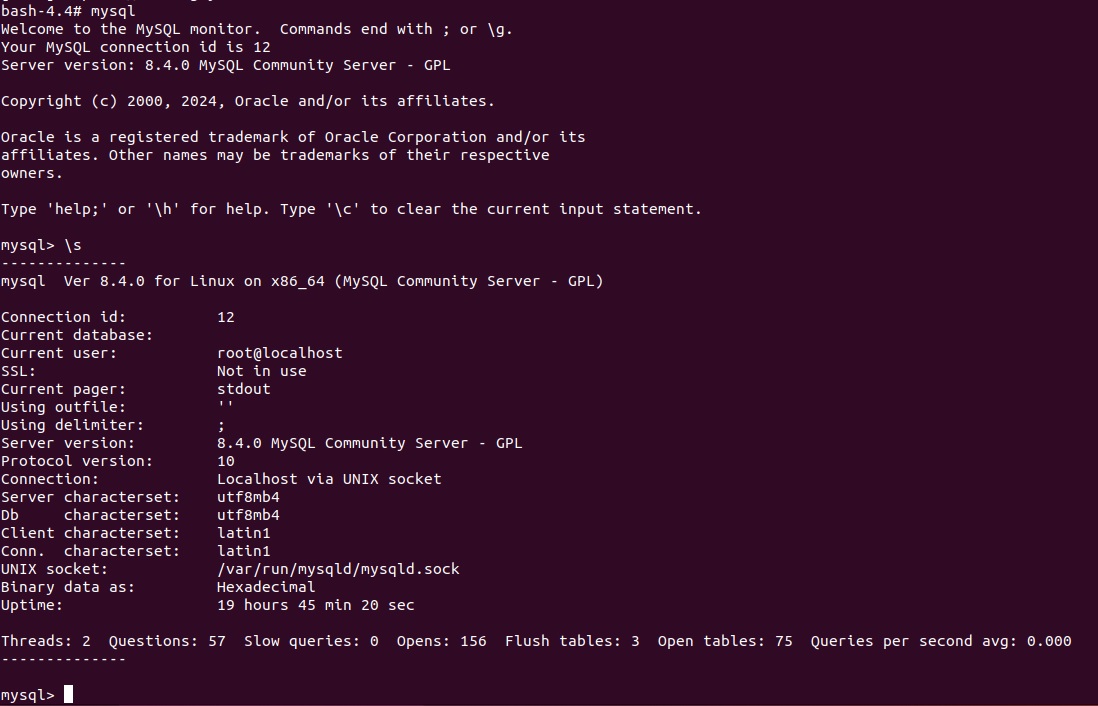 bash-4.4# mysql
Welcome to the MySQL monitor.  Commands end with ; or \g.
Your MySQL connection id is 12
Server version: 8.4.0 MySQL Community Server - GPL

Copyright (c) 2000, 2024, Oracle and/or its affiliates.

Oracle is a registered trademark of Oracle Corporation and/or its
affiliates. Other names may be trademarks of their respective
owners.

Type 'help;' or '\h' for help. Type '\c' to clear the current input statement.

mysql> \s
--------------
mysql  Ver 8.4.0 for Linux on x86_64 (MySQL Community Server - GPL)

Connection id:          12
Current database:
Current user:           root@localhost
SSL:                    Not in use
Current pager:          stdout
Using outfile:          ''
Using delimiter:        ;
Server version:         8.4.0 MySQL Community Server - GPL
Protocol version:       10
Connection:             Localhost via UNIX socket
Server characterset:    utf8mb4
Db     characterset:    utf8mb4
Client characterset:    latin1
Conn.  characterset:    latin1
UNIX socket:            /var/run/mysqld/mysqld.sock
Binary data as:         Hexadecimal
Uptime:                 19 hours 45 min 20 sec

Threads: 2  Questions: 57  Slow queries: 0  Opens: 156  Flush tables: 3  Open tables: 75  Queries per second avg: 0.000
--------------

mysql>